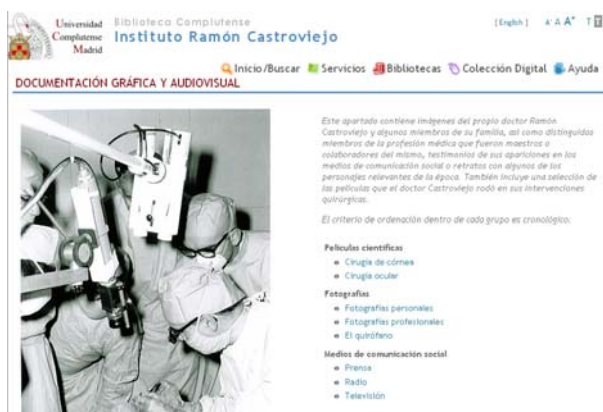 Universidad
Complutense
Madrid
Biblioteca Complutense
Instituto Ramón Castroviejo
[English] A A A+ T T
Inicio/Buscar Servicios Bibliotecas Colección Digital Ayuda
DOCUMENTACIÓN GRÁFICA Y AUDIOVISUAL
Este apartado contiene imágenes del propio doctor Ramón
Castroviejo y algunos miembros de su familia, así como distinguidos
miembros de la profesión médica que fueron maestros o
colaboradores del mismo, testimonios de sus apariciones en los
medios de comunicación social o retratos con algunos de los
personajes relevantes de la época. También incluye una selección de
las películas que el doctor Castroviejo rodó en sus intervenciones
quirúrgicas.
El criterio de ordenación dentro de cada grupo es cronológico.
Películas científicas
Cirugía de córnea
Cirugía ocular
Fotografías
Fotografías personales
Fotografías profesionales
El quirófano
Medios de comunicación social
Prensa
Radio
Televisión